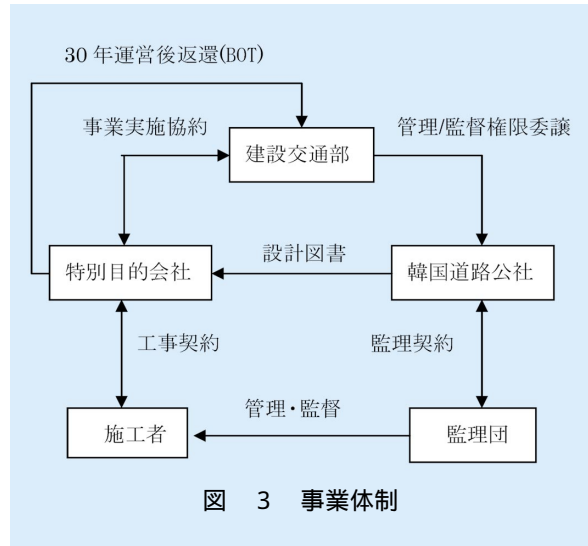 30 年運営後返還(BOT)
事業実施協約
管理/監督権限委譲
建設交通部
設計図書
特別目的会社
韓国道路公社
工事契約
監理契約
管理・監督
施工者
監理団
図 3 事業体制